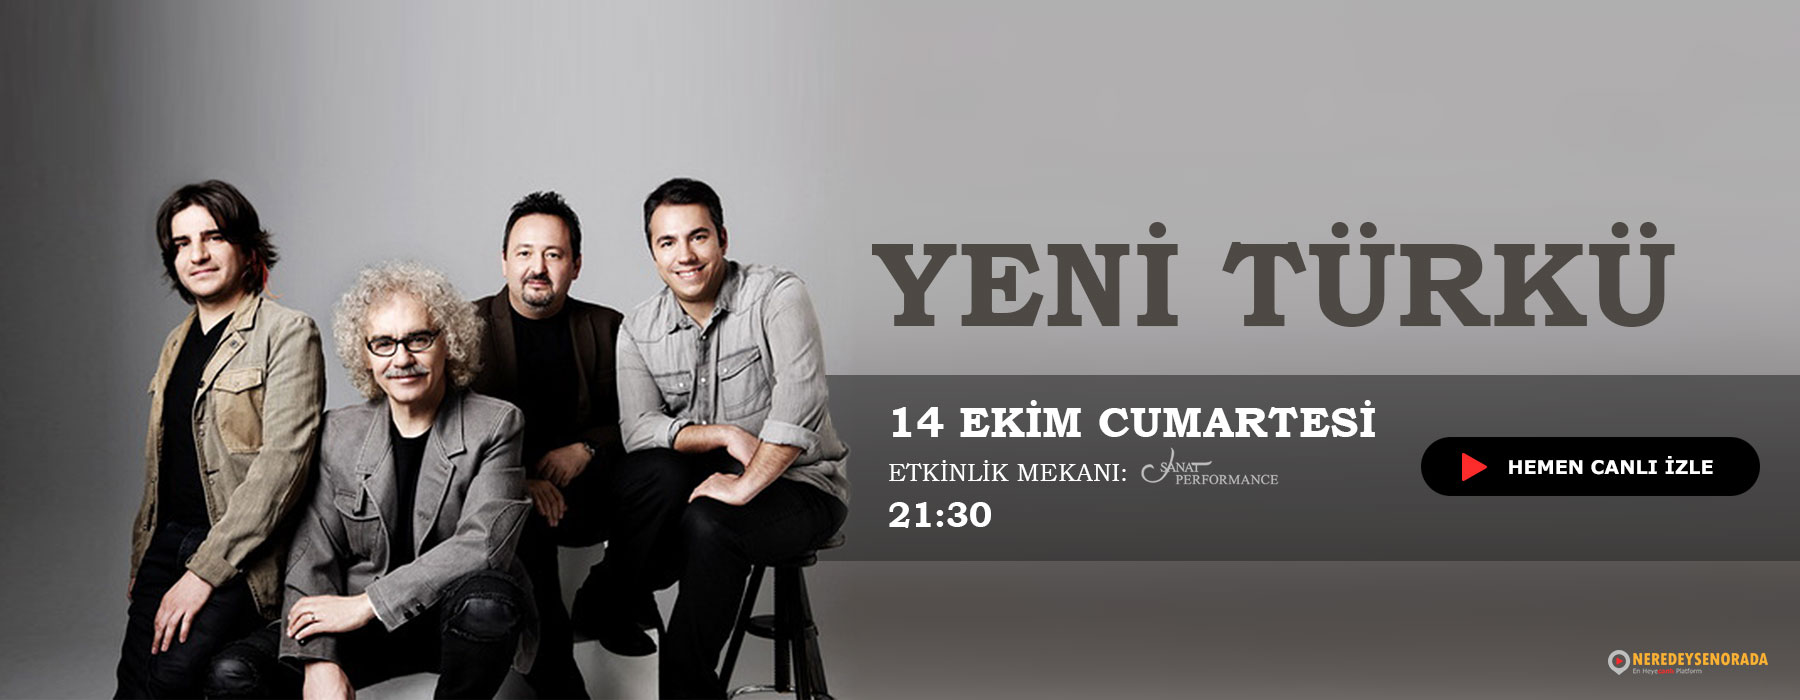 YENİ TÜRKÜ
14 EKİM CUMARTESİ
ETKİNLİK MEKANI: SANAT
PERFORMANCE
21:30
HEMEN CANLI İZLE
NEREDEYSENORADA
En Heyecanlı Platform